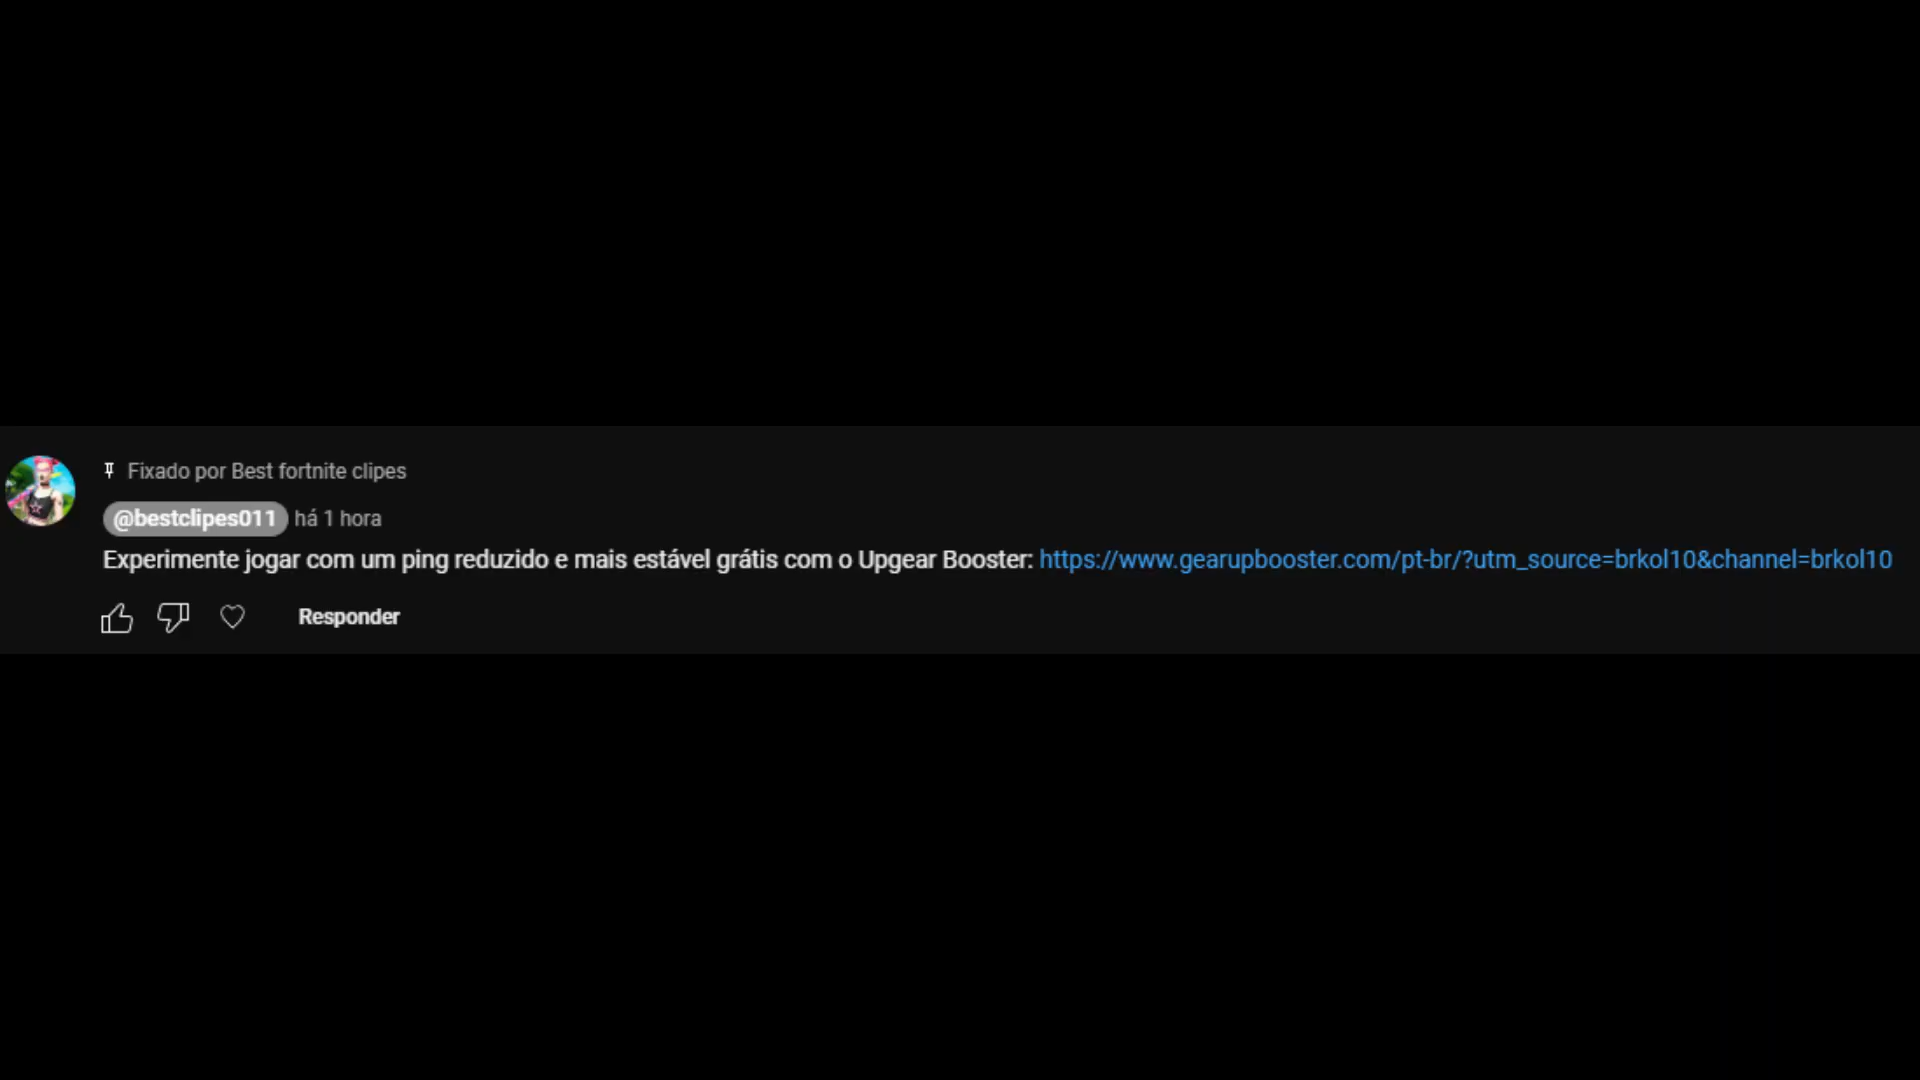 Fixado por Best fortnite clipes
@bestclipes011 há 1 hora
Experimente jogar com um ping reduzido e mais estável grátis com o Upgear Booster: https://www.gearupbooster.com/pt-br/?utm_source=brkol10&channel=brkol10
Responder